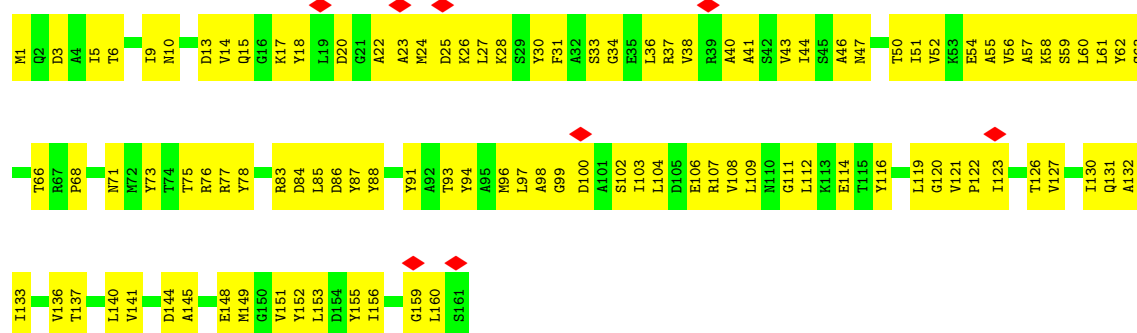 M1 Q2 D3 A4 I5 T6 I9 N10 D13 V14 Q15 G16 K17 Y18 L19 D20 G21 A22 A23 M24 D25 K26 L27 K28 S29 Y30 F31 A32 S33 G34 E35 L36 R37 V38 R39 A40 A41 S42 V43 I44 S45 A46 N47 T50 I51 V52 K53 E54 A55 V56 A57 K58 S59 L60 L61 Y62
T66 R67 P68 N71 M72 Y73 T74 T75 R76 R77 Y78 R83 D84 L85 D86 Y87 Y88 Y91 A92 T93 Y94 A95 M96 L97 A98 G99 D100 A101 S102 I103 L104 D105 E106 R107 V108 L109 N110 G111 L112 K113 E114 T115 Y116 L119 G120 V121 P122 I123 T126 V127 I130 Q131 A132
I133 V136 T137 L140 V141 D144 A145 E148 M149 G150 V151 Y152 L153 D154 Y155 I156 G159 L160 S161